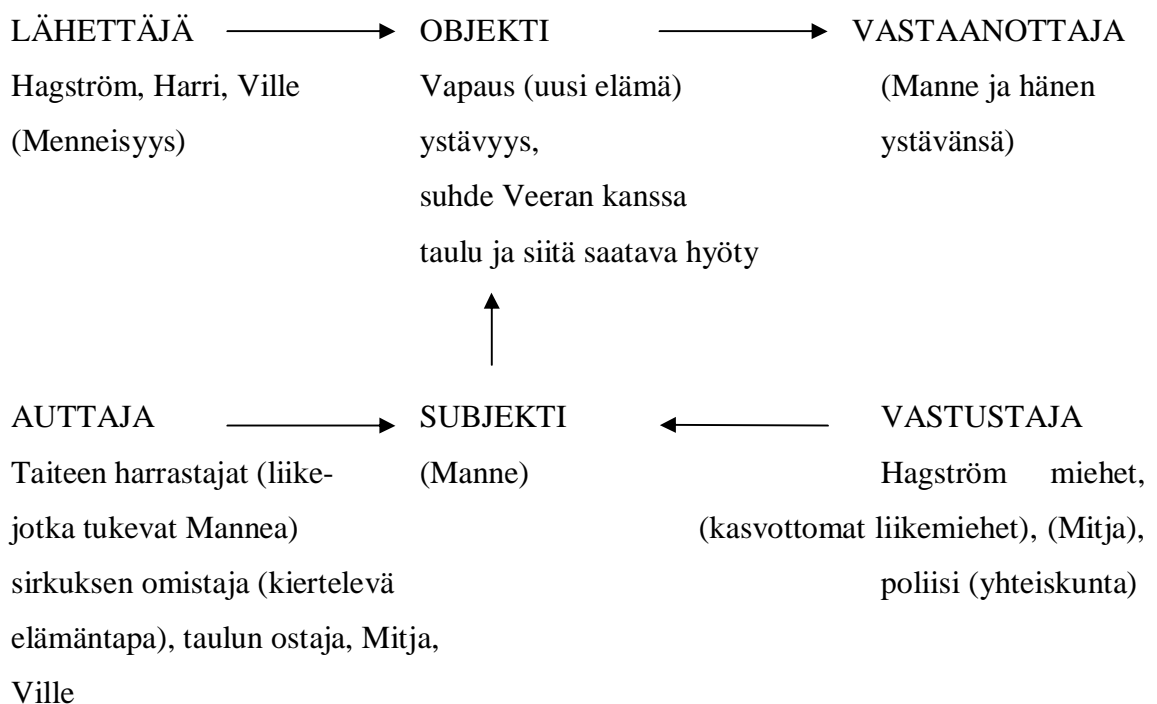 LÄHETTÄJÄ OBJEKTI VASTAANOTTAJA
Hagström, Harri, Ville Vapaus (uusi elämä) (Manne ja hänen
(Menneisyys) ystävyys, ystävänsä)
suhde Veeran kanssa
taulu ja siitä saatava hyöty
AUTTAJA SUBJEKTI VASTUSTAJA
Taiteen harrastajat (liike- (Manne) Hagström miehet,
jotka tukevat Mannea) (kasvottomat liikemiehet), (Mitja),
sirkuksen omistaja (kiertelevä poliisi (yhteiskunta)
elämäntapa), taulun ostaja, Mitja,
Ville